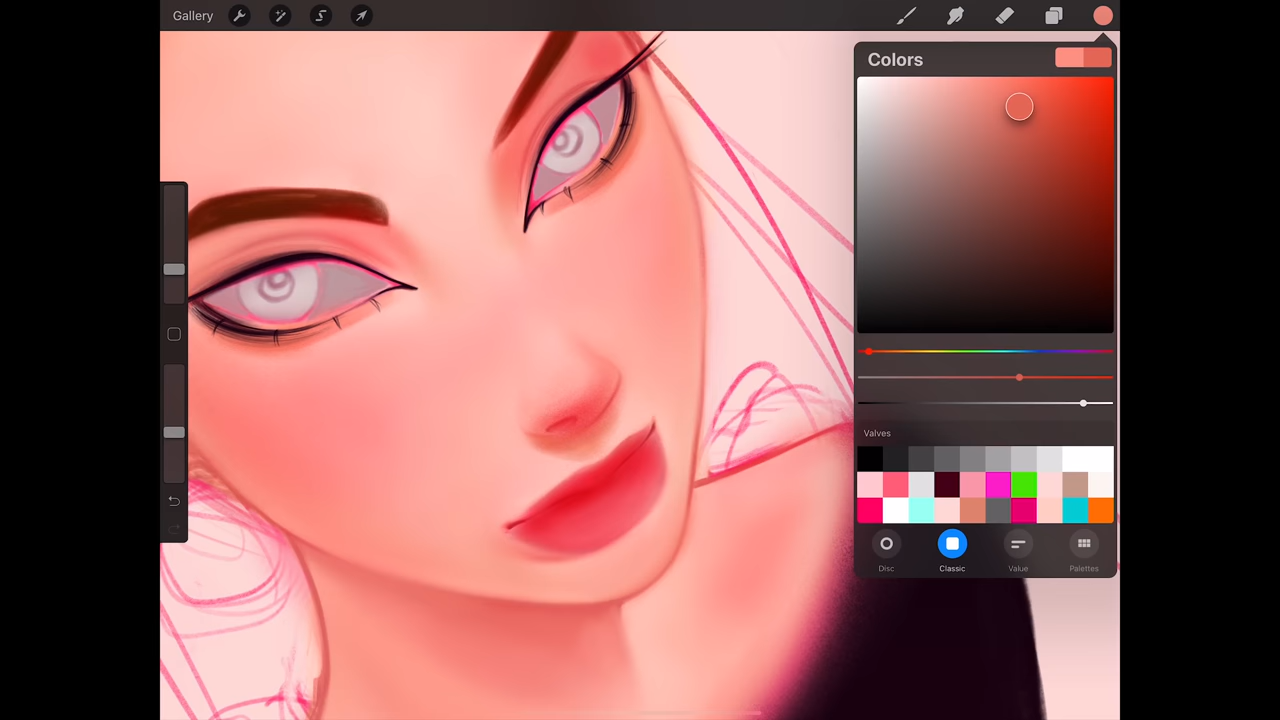 Gallery
Colors
Valves
Disc
Classic
Value
Palettes